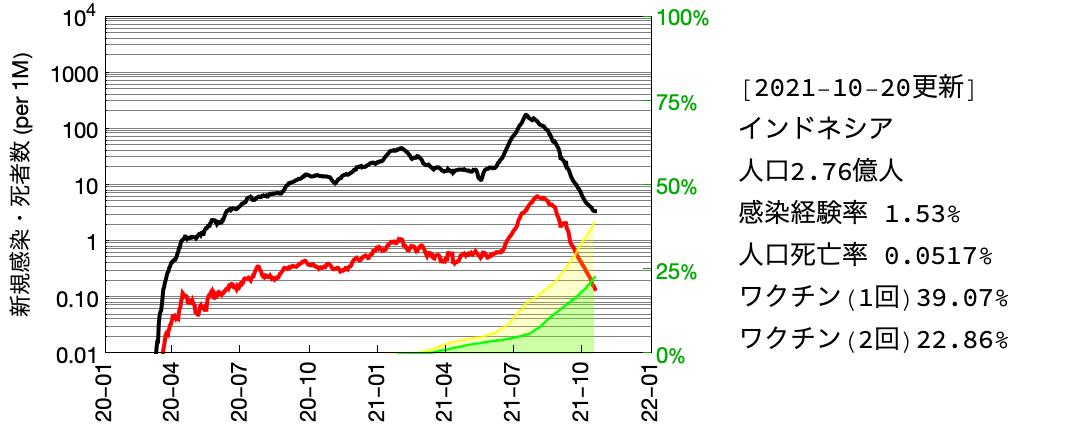 新規感染・死者数 (per 1M)
10⁴
1000
100
10
1
0.10
0.01
100%
75%
50%
25%
0%
20-01
20-04
20-07
20-10
21-01
21-04
21-07
21-10
22-01
[2021-10-20更新]
インドネシア
人口2.76億人
感染経験率 1.53%
人口死亡率 0.0517%
ワクチン(1回)39.07%
ワクチン(2回)22.86%